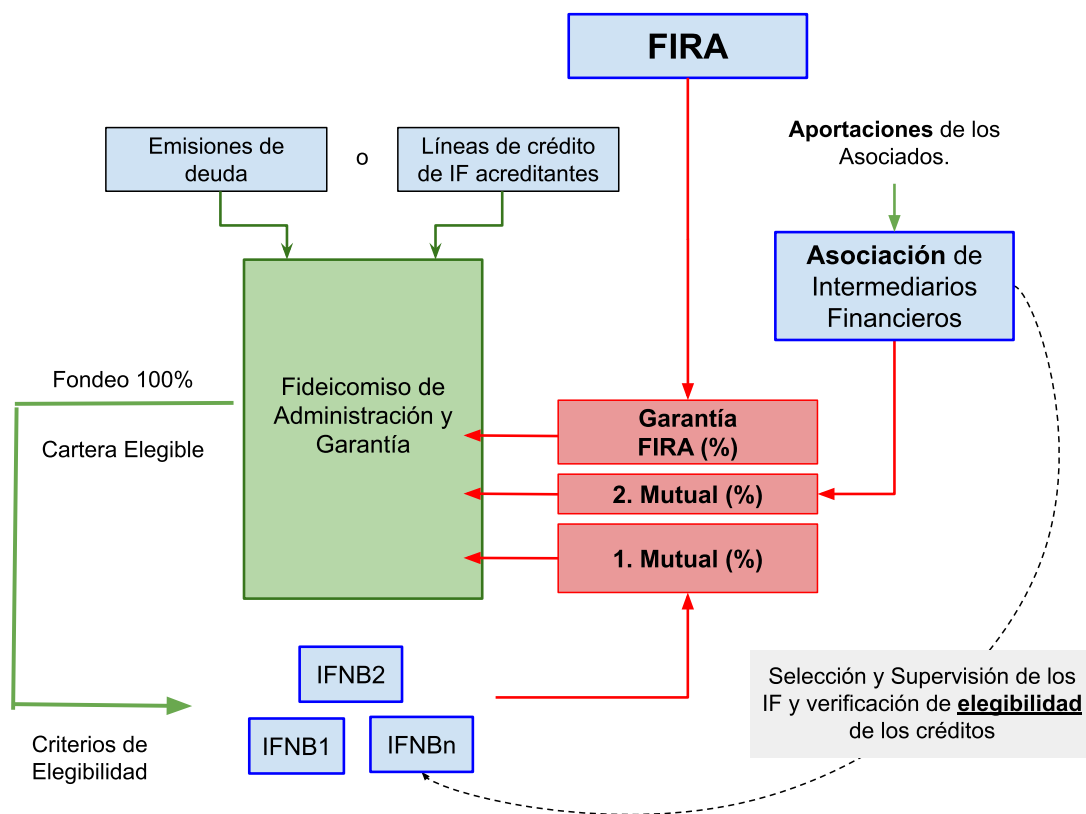 FIRA
Emisiones de
deuda
o
Líneas de crédito
de IF acreditantes
Aportaciones de los
Asociados.
Asociación de
Intermediarios
Financieros
Fondeo 100%
Cartera Elegible
Fideicomiso de
Administración y
Garantía
Garantía
FIRA (%)
2. Mutual (%)
1. Mutual (%)
IFNB2
IFNB1
IFNBn
Criterios de
Elegibilidad
Selección y Supervisión de los
IF y verificación de elegibilidad
de los créditos